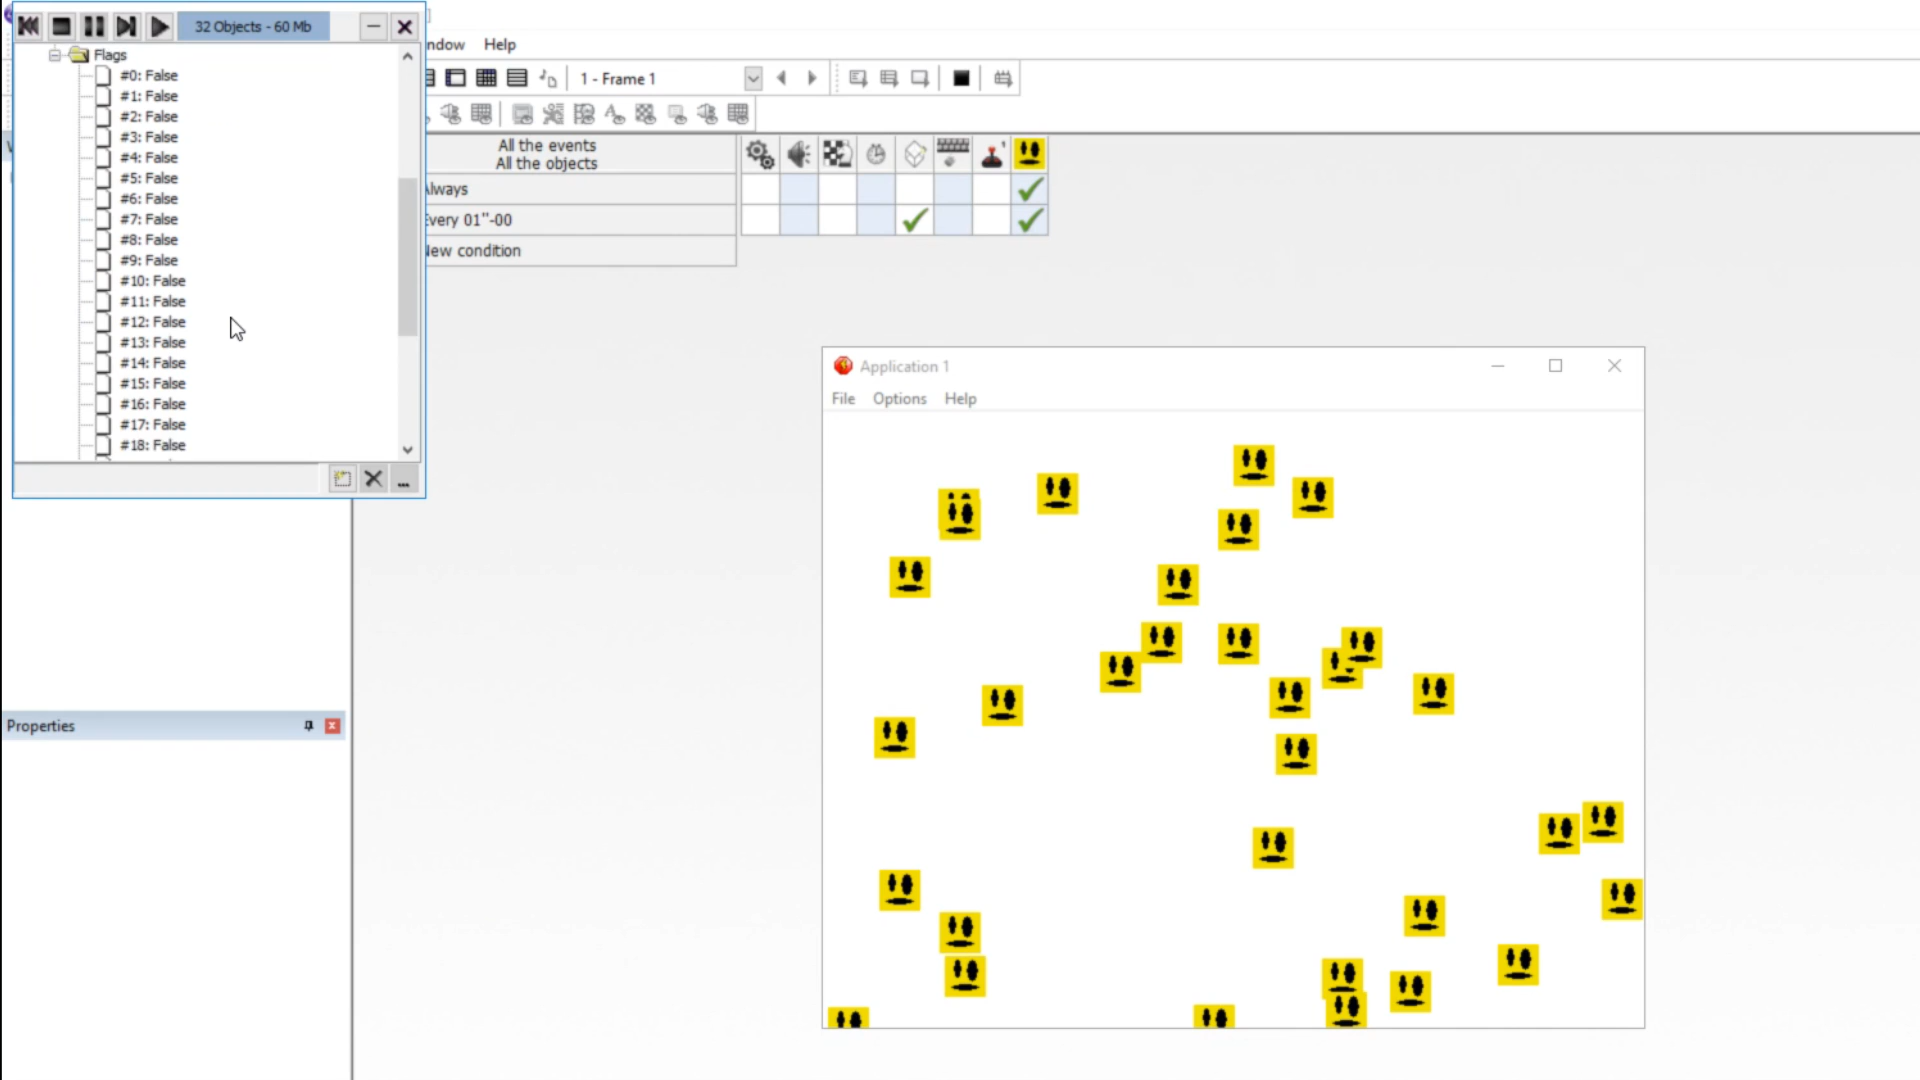 32 Objects - 60 Mb
Flags
#0: False
#1: False
#2: False
#3: False
#4: False
#5: False
#6: False
#7: False
#8: False
#9: False
#10: False
#11: False
#12: False
#13: False
#14: False
#15: False
#16: False
#17: False
#18: False
...
ndow Help
1 - Frame 1
All the events
All the objects
Always
Every 01"-00
New condition
Application 1
File Options Help
Properties